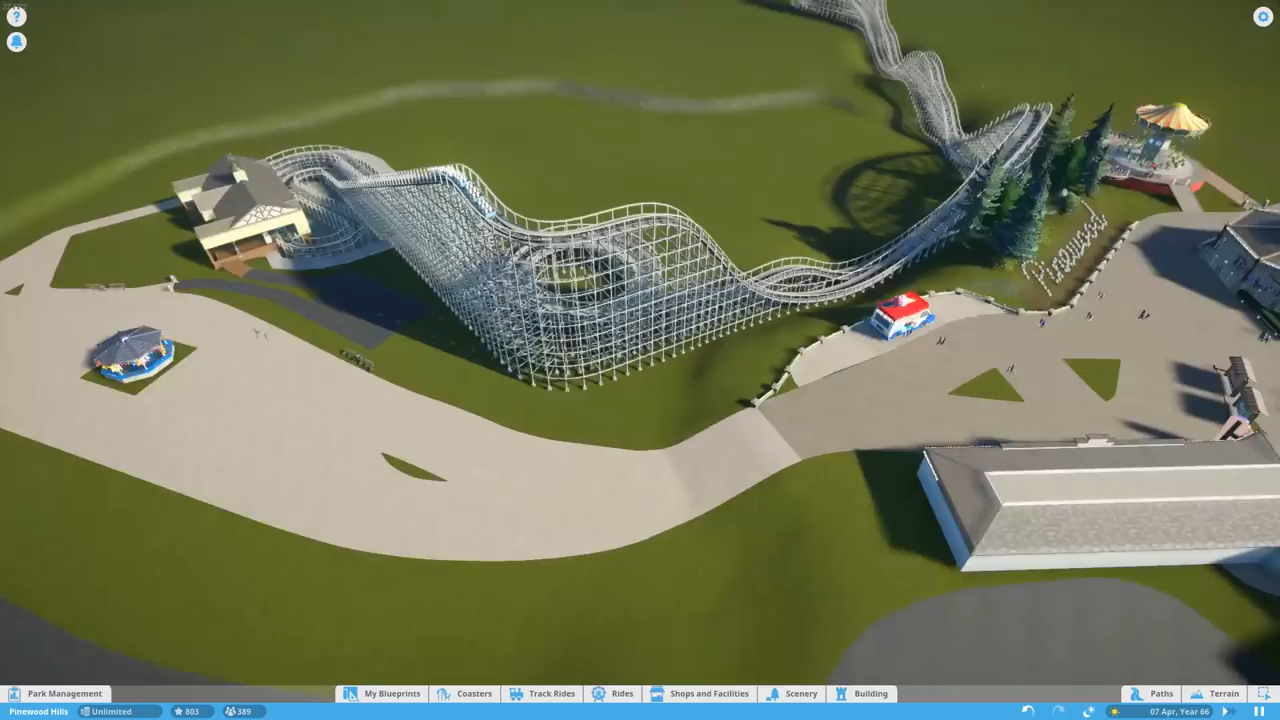 ?
Park Management
My Blueprints
Coasters
Track Rides
Rides
Shops and Facilities
Scenery
Building
Paths
Terrain
Pinewood Hills
Unlimited
803
389
07 Apr, Year 66